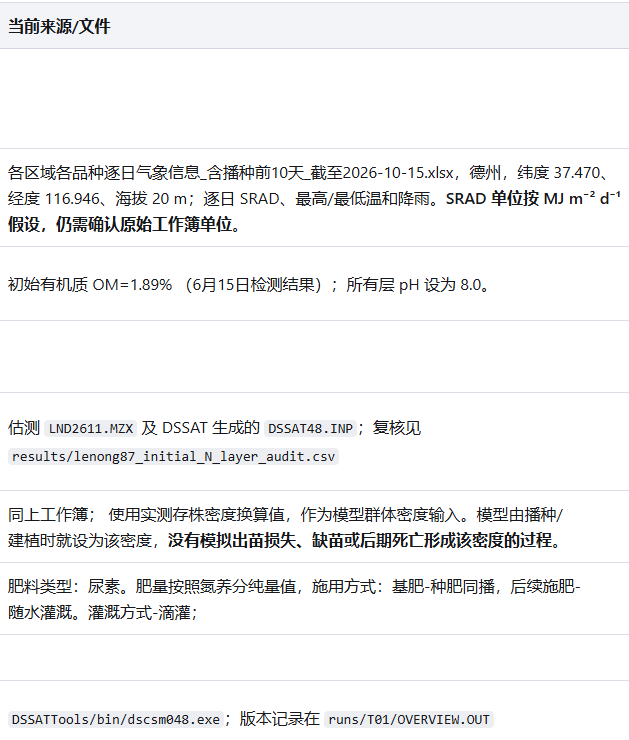 当前来源/文件
各区域各品种逐日气象信息_含播种前10天_截至2026-10-15.xlsx，德州，纬度 37.470、
经度 116.946、海拔 20 m；逐日 SRAD、最高/最低温和降雨。SRAD 单位按 MJ m⁻² d⁻¹
假设，仍需确认原始工作簿单位。
初始有机质 OM=1.89% （6月15日检测结果）；所有层 pH 设为 8.0。
估测 LND2611.MZX 及 DSSAT 生成的 DSSAT48.INP；复核见
results/lenong87_initial_N_layer_audit.csv
同上工作簿； 使用实测存株密度换算值，作为模型群体密度输入。模型由播种/
建植时就设为该密度，没有模拟出苗损失、缺苗或后期死亡形成该密度的过程。
肥料类型：尿素。肥量按照氮养分纯量值，施用方式：基肥-种肥同播，后续施肥-
随水灌溉。灌溉方式-滴灌；
DSSATTools/bin/dscsm048.exe；版本记录在 runs/T01/OVERVIEW.OUT